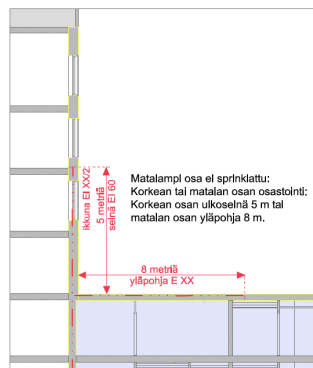 Matalampi osa ei sprinklattu:
Korkean tai matalan osan osastointi:
Korkean osan ulkoseinä 5 m tai
matalan osan yläpohja 8 m.
ikkuna EI XX/2
5 metriä
seinä EI 60
8 metriä
yläpohja E XX